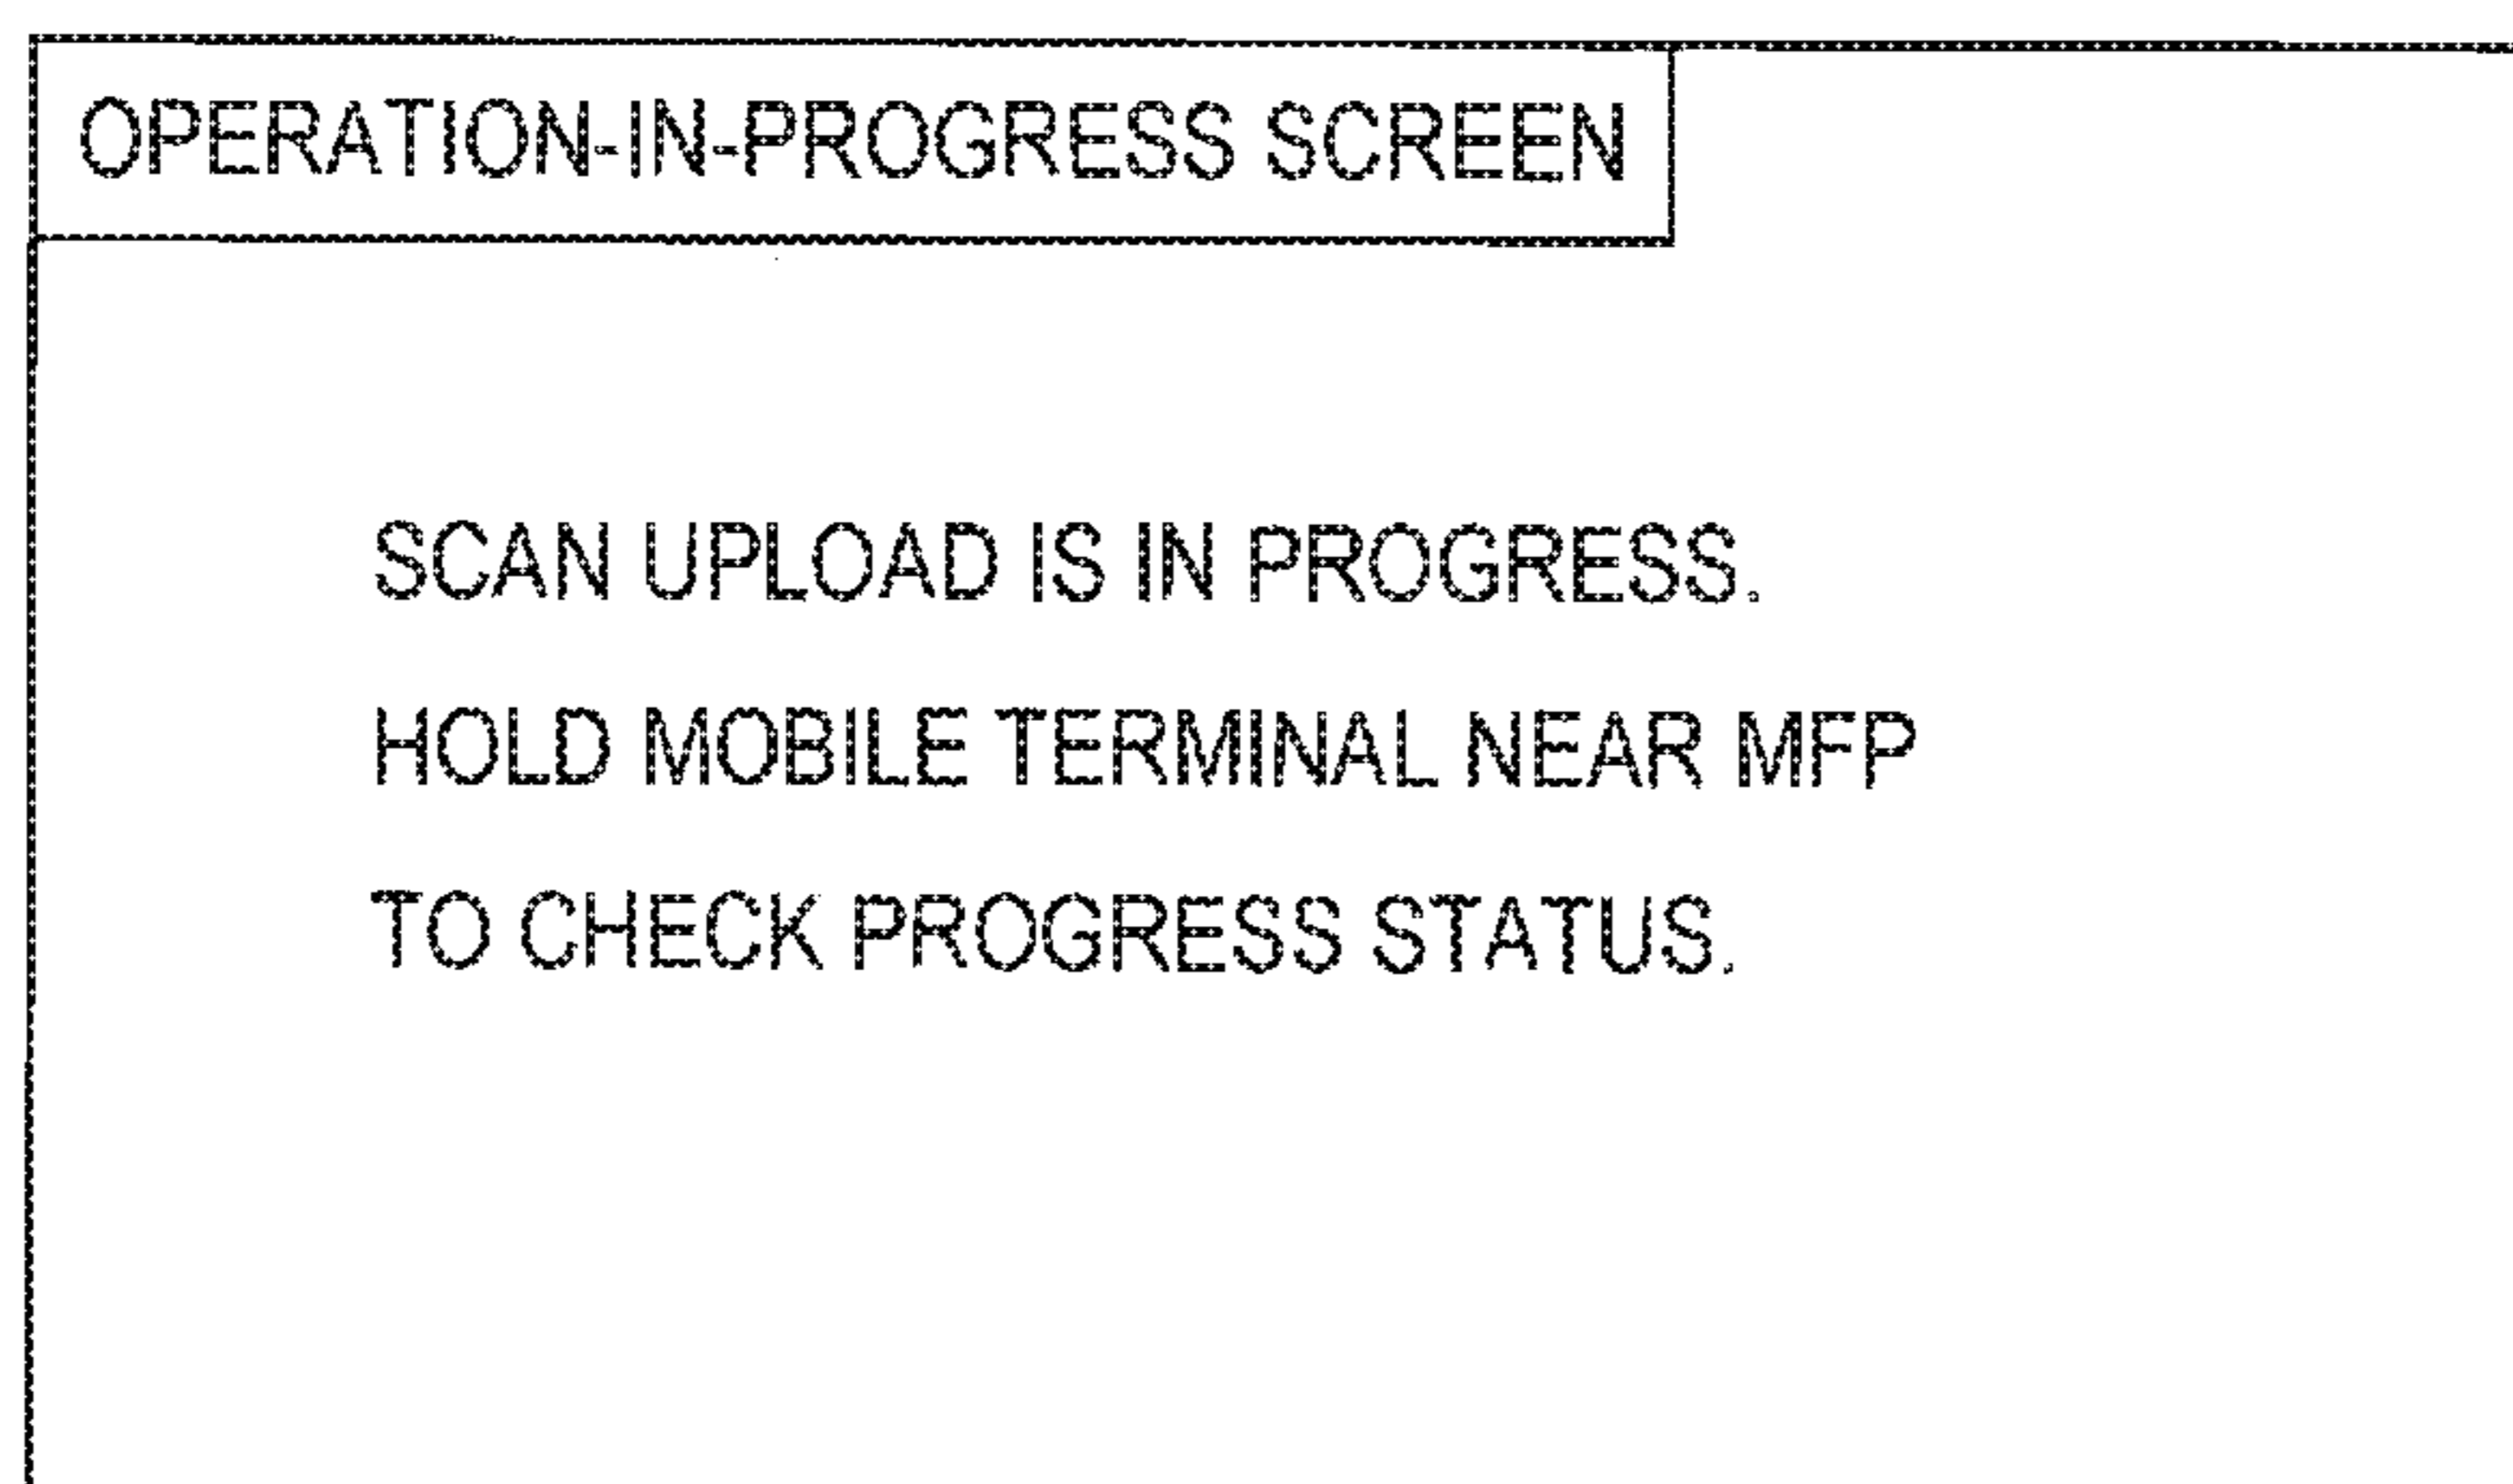 OPERATION-IN-PROGRESS SCREEN
SCAN UPLOAD IS IN PROGRESS.
HOLD MOBILE TERMINAL NEAR MFP
TO CHECK PROGRESS STATUS.